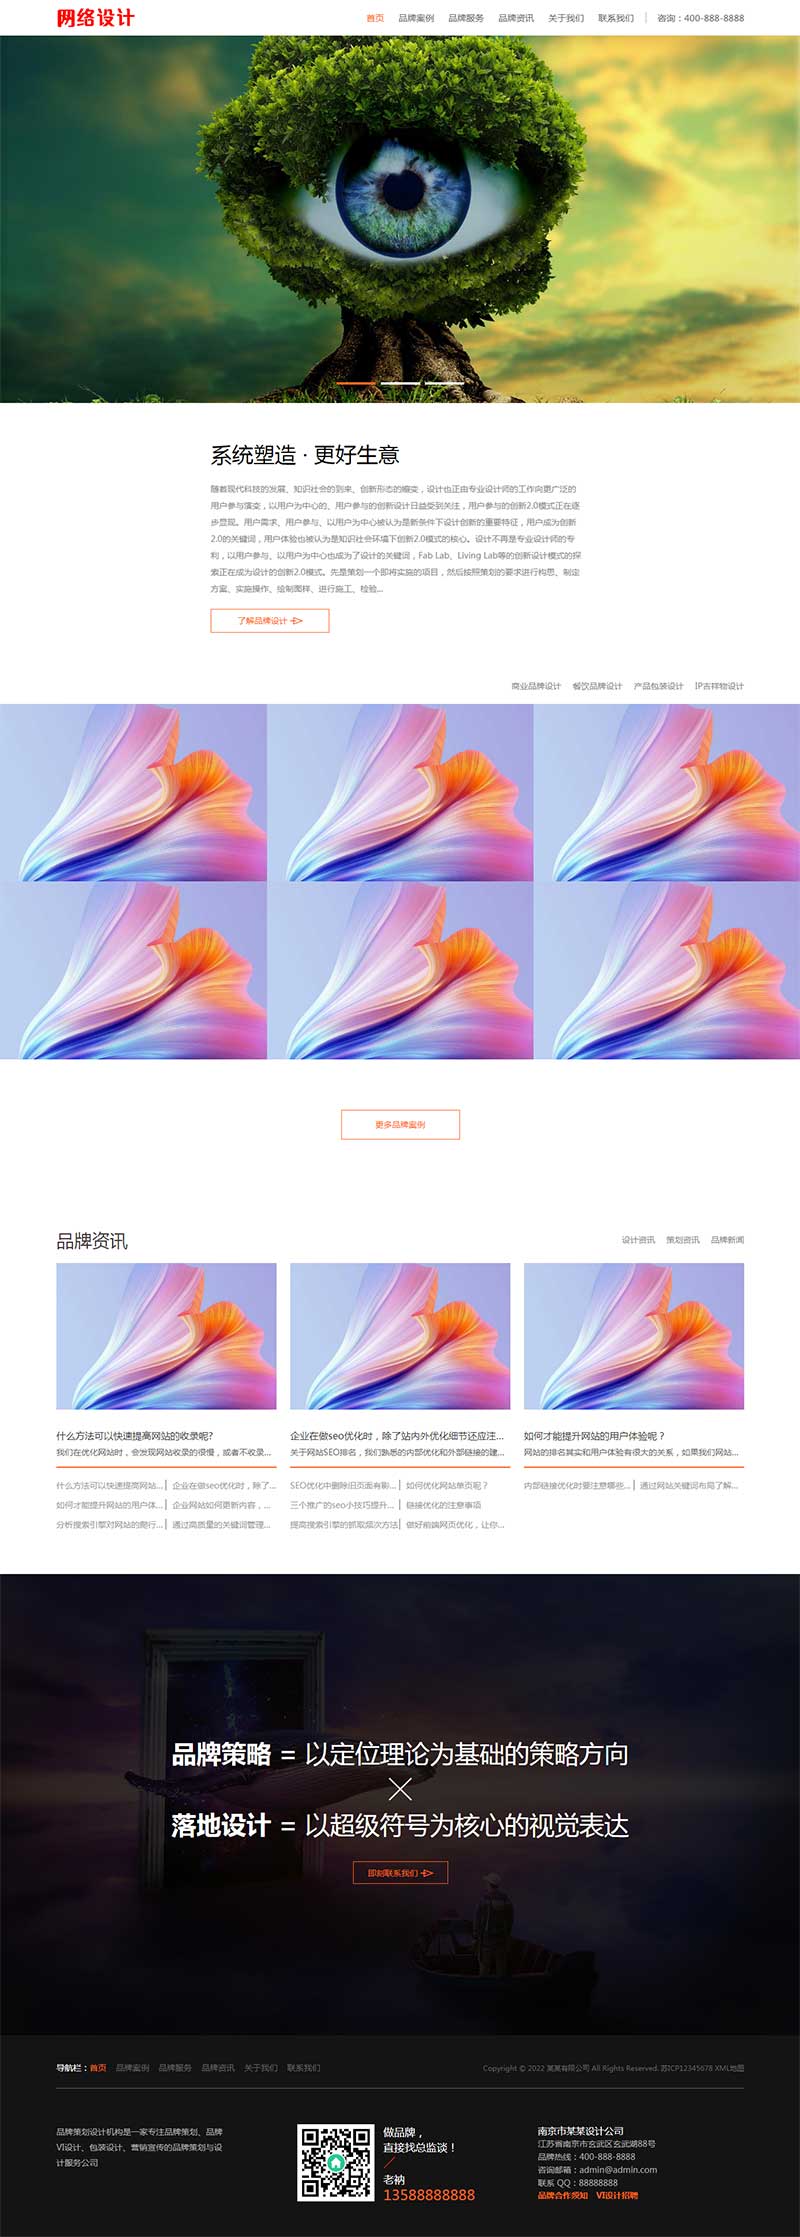 网络设计
首页 品牌案例 品牌服务 品牌资讯 关于我们 联系我们 咨询：400-888-8888
系统塑造 · 更好生意
随着现代科技的发展、知识社会的到来、创新形态的嬗变，设计也正由专业设计师的工作向更广泛的
用户参与演变，以用户为中心的、用户参与的创新设计日益受到关注，用户参与的创新2.0模式正在逐
步显现。用户需求、用户参与、以用户为中心被认为是新条件下设计创新的重要特征，用户成为创新
2.0的关键词，用户体验也被认为是知识社会环境下创新2.0模式的核心。设计不再是专业设计师的专
利，以用户参与、以用户为中心也成为了设计的关键词，Fab Lab、Living Lab等的创新设计模式的探
索正在成为设计的创新2.0模式。先是策划一个即将实施的项目，然后按照策划的要求进行构思、制定
方案、实施操作、绘制图样、进行施工、检验...
了解品牌设计
商业品牌设计 餐饮品牌设计 产品包装设计 IP吉祥物设计
更多品牌案例
品牌资讯
设计资讯 策划资讯 品牌新闻
什么方法可以快速提高网站的收录呢?
我们在优化网站时，会发现网站收录的很慢，或者不收录...
什么方法可以快速提高网站... 企业在做seo优化时，除了...
如何才能提升网站的用户体... 企业网站如何更新内容，...
分析搜索引擎对网站的爬行... 通过高质量的关键词管理...
企业在做seo优化时，除了站内外优化细节还应注...
关于网站SEO排名，我们熟悉的内部优化和外部链接的建...
SEO优化中删除旧页面有影... 如何优化网站单页呢？
三个推广的seo小技巧提升... 链接优化的注意事项
提高搜索引擎的抓取频次方法 做好前端网页优化，让你...
如何才能提升网站的用户体验呢？
网站的排名其实和用户体验有很大的关系，如果我们网站...
内部链接优化时要注意哪些... 通过网站关键词布局了解...
品牌策略 = 以定位理论为基础的策略方向
落地设计 = 以超级符号为核心的视觉表达
即刻联系我们
导航栏：首页 品牌案例 品牌服务 品牌资讯 关于我们 联系我们
Copyright © 2022 某某有限公司 All Rights Reserved. 苏ICP12345678 XML地图
品牌策划设计机构是一家专注品牌策划、品牌
VI设计、包装设计、营销宣传的品牌策划与设
计服务公司
做品牌，
直接找总监谈！
老衲
13588888888
南京市某某设计公司
江苏省南京市玄武区玄武湖88号
品牌热线：400-888-8888
咨询邮箱：admin@admin.com
联系 QQ：88888888
品牌合作须知 VI设计招聘